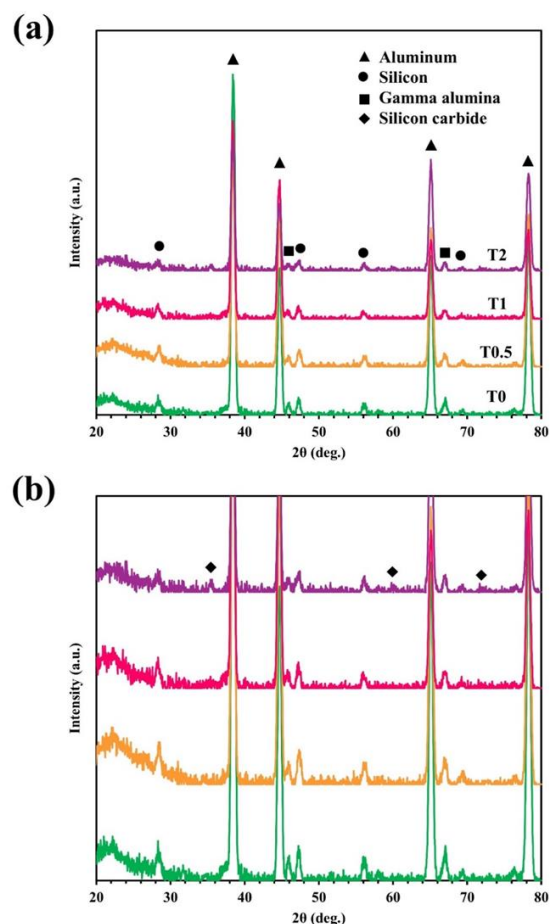 (a)
▲ Aluminum
● Silicon
■ Gamma alumina
◆ Silicon carbide
Intensity (a.u.)
T2
T1
T0.5
T0
20 30 40 50 60 70 80
2θ (deg.)
(b)
Intensity (a.u.)
20 30 40 50 60 70 80
2θ (deg.)